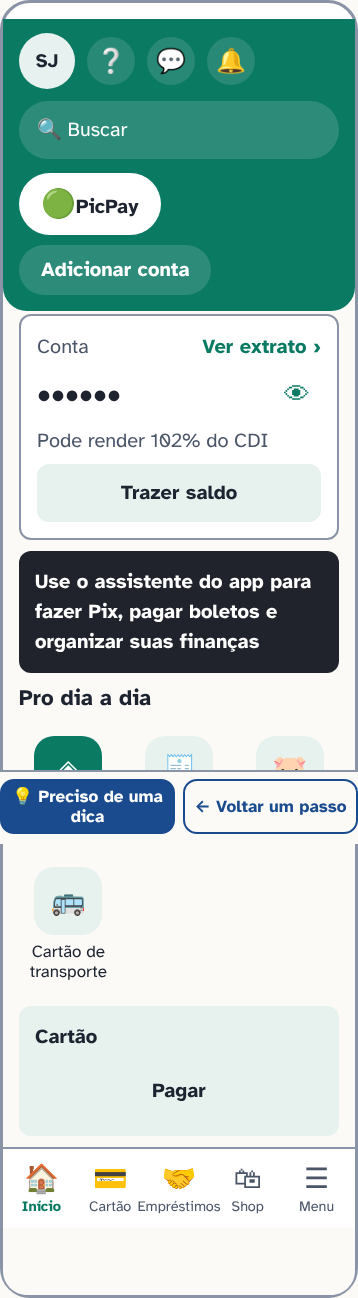 SJ
Buscar
PicPay
Adicionar conta
Conta
Ver extrato ›
••••••
Pode render 102% do CDI
Trazer saldo
Use o assistente do app para
fazer Pix, pagar boletos e
organizar suas finanças
Pro dia a dia
Preciso de uma
dica
← Voltar um passo
Cartão de
transporte
Cartão
Pagar
Início
Cartão
Empréstimos
Shop
Menu